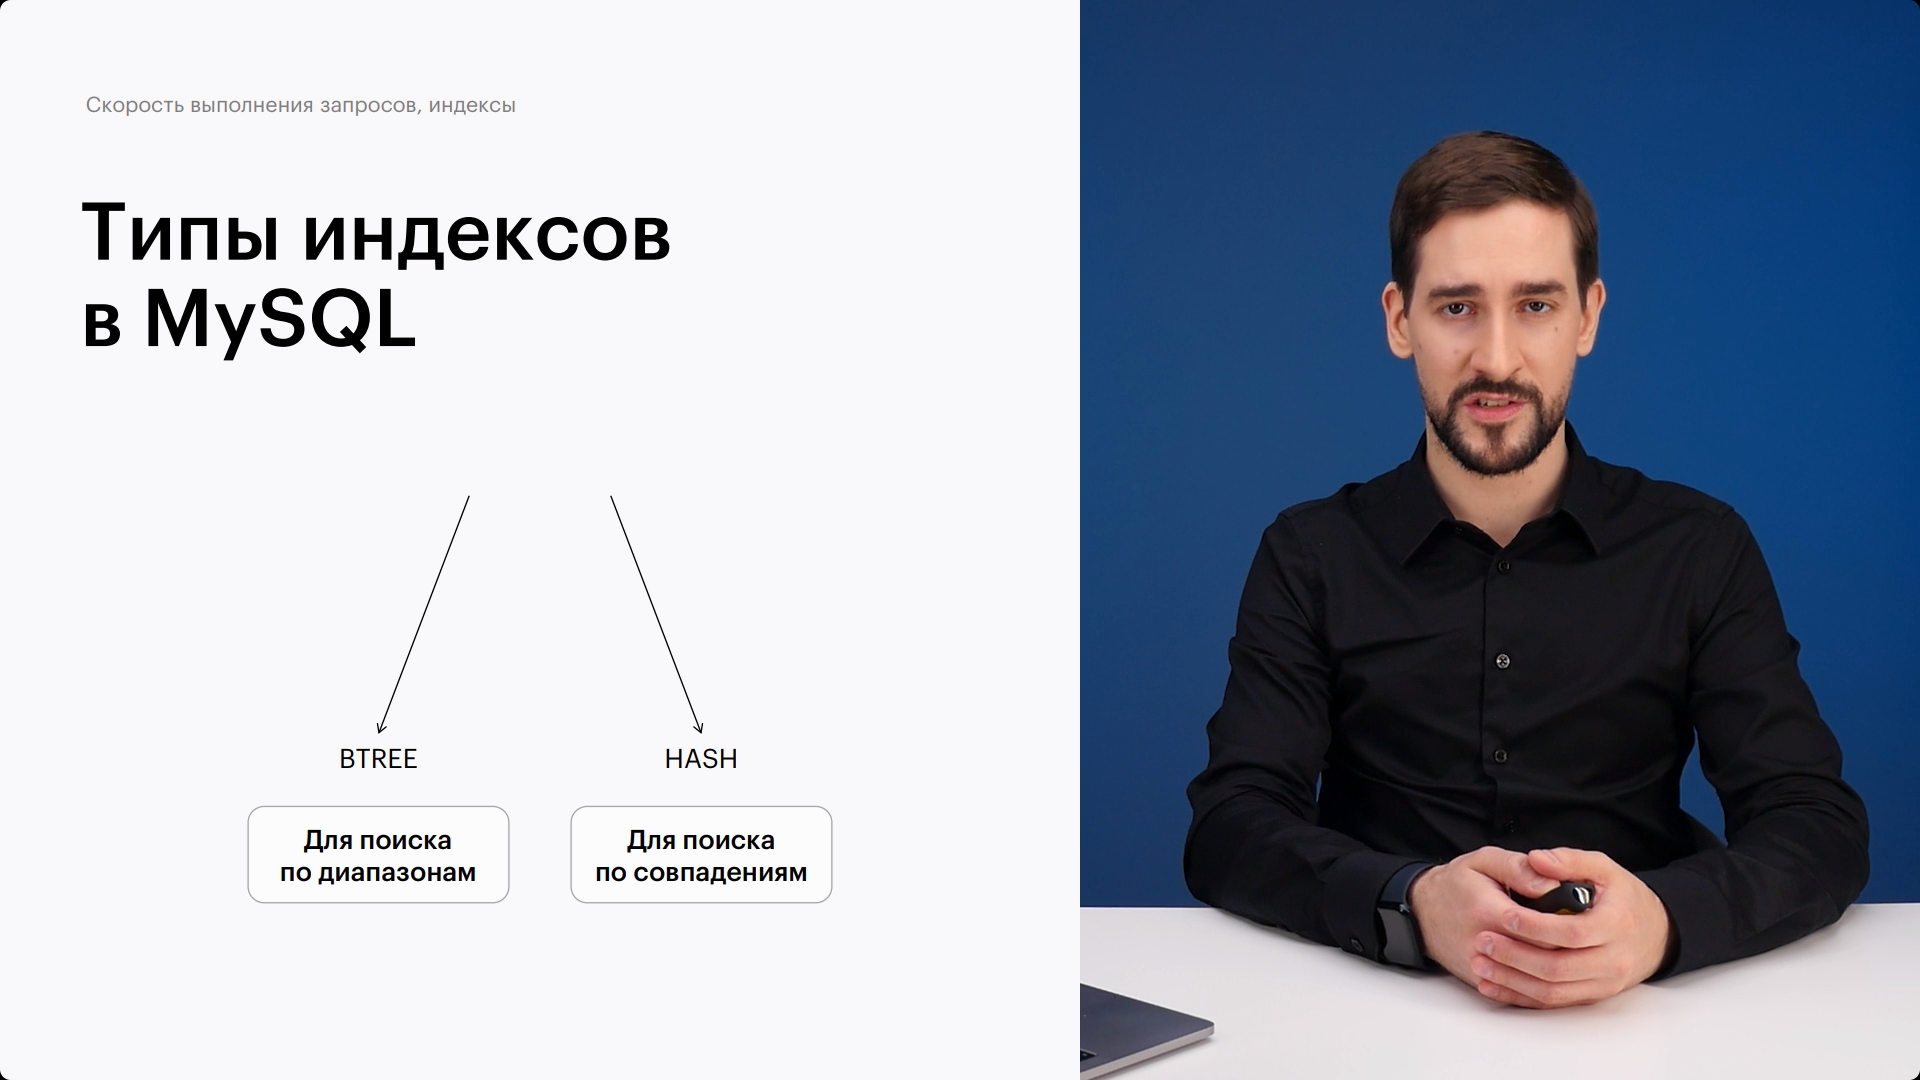 Скорость выполнения запросов, индексы
Типы индексов
в MySQL
BTREE
HASH
Для поиска
по диапазонам
Для поиска
по совпадениям